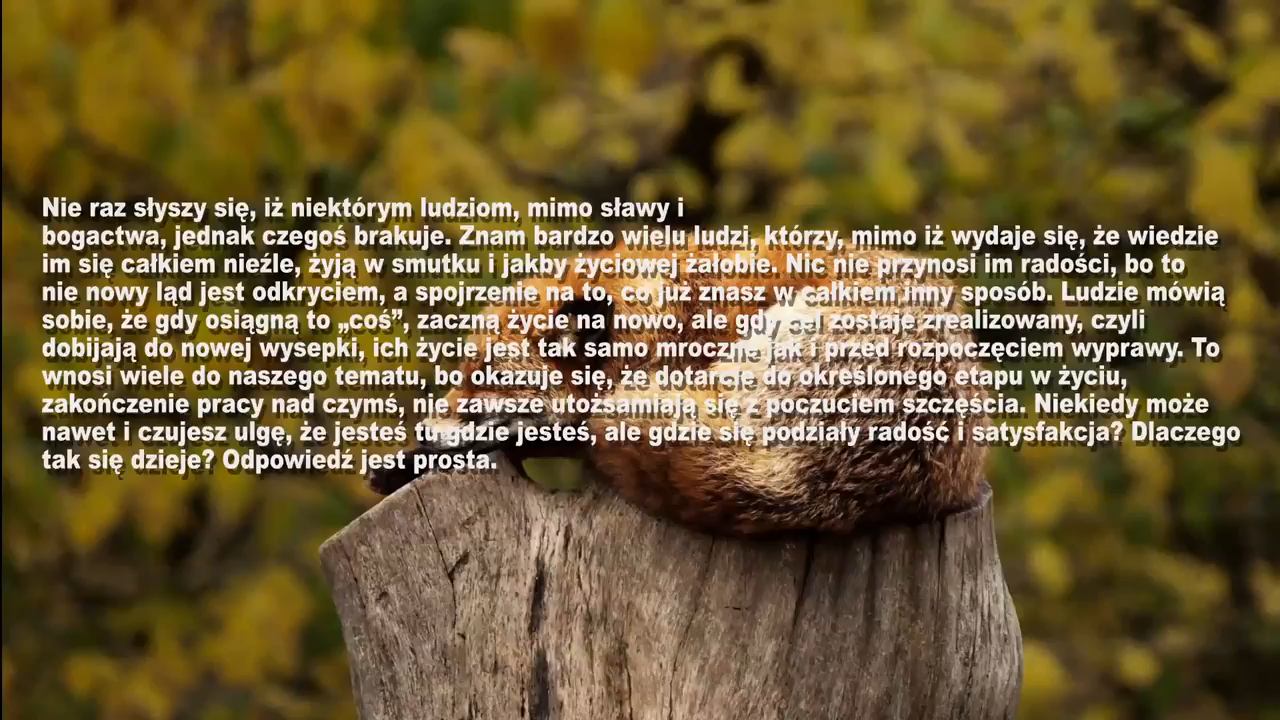 Nie raz słyszy się, iż niektórym ludziom, mimo sławy i
bogactwa, jednak czegoś brakuje. Znam bardzo wielu ludzi, którzy, mimo iż wydaje się, że wiedzie
im się całkiem nieźle, żyją w smutku i jakby życiowej żałobie. Nic nie przynosi im radości, bo to
nie nowy ląd jest odkryciem, a spojrzenie na to, co już znasz w całkiem inny sposób. Ludzie mówią
sobie, że gdy osiągną to „coś”, zaczną życie na nowo, ale gdy cel zostaje zrealizowany, czyli
dobijają do nowej wysepki, ich życie jest tak samo mroczne jak i przed rozpoczęciem wyprawy. To
wnosi wiele do naszego tematu, bo okazuje się, że dotarcie do określonego etapu w życiu,
zakończenie pracy nad czymś, nie zawsze utożsamiają się z poczuciem szczęścia. Niekiedy może
nawet i czujesz ulgę, że jesteś tu gdzie jesteś, ale gdzie się podziały radość i satysfakcja? Dlaczego
tak się dzieje? Odpowiedź jest prosta.